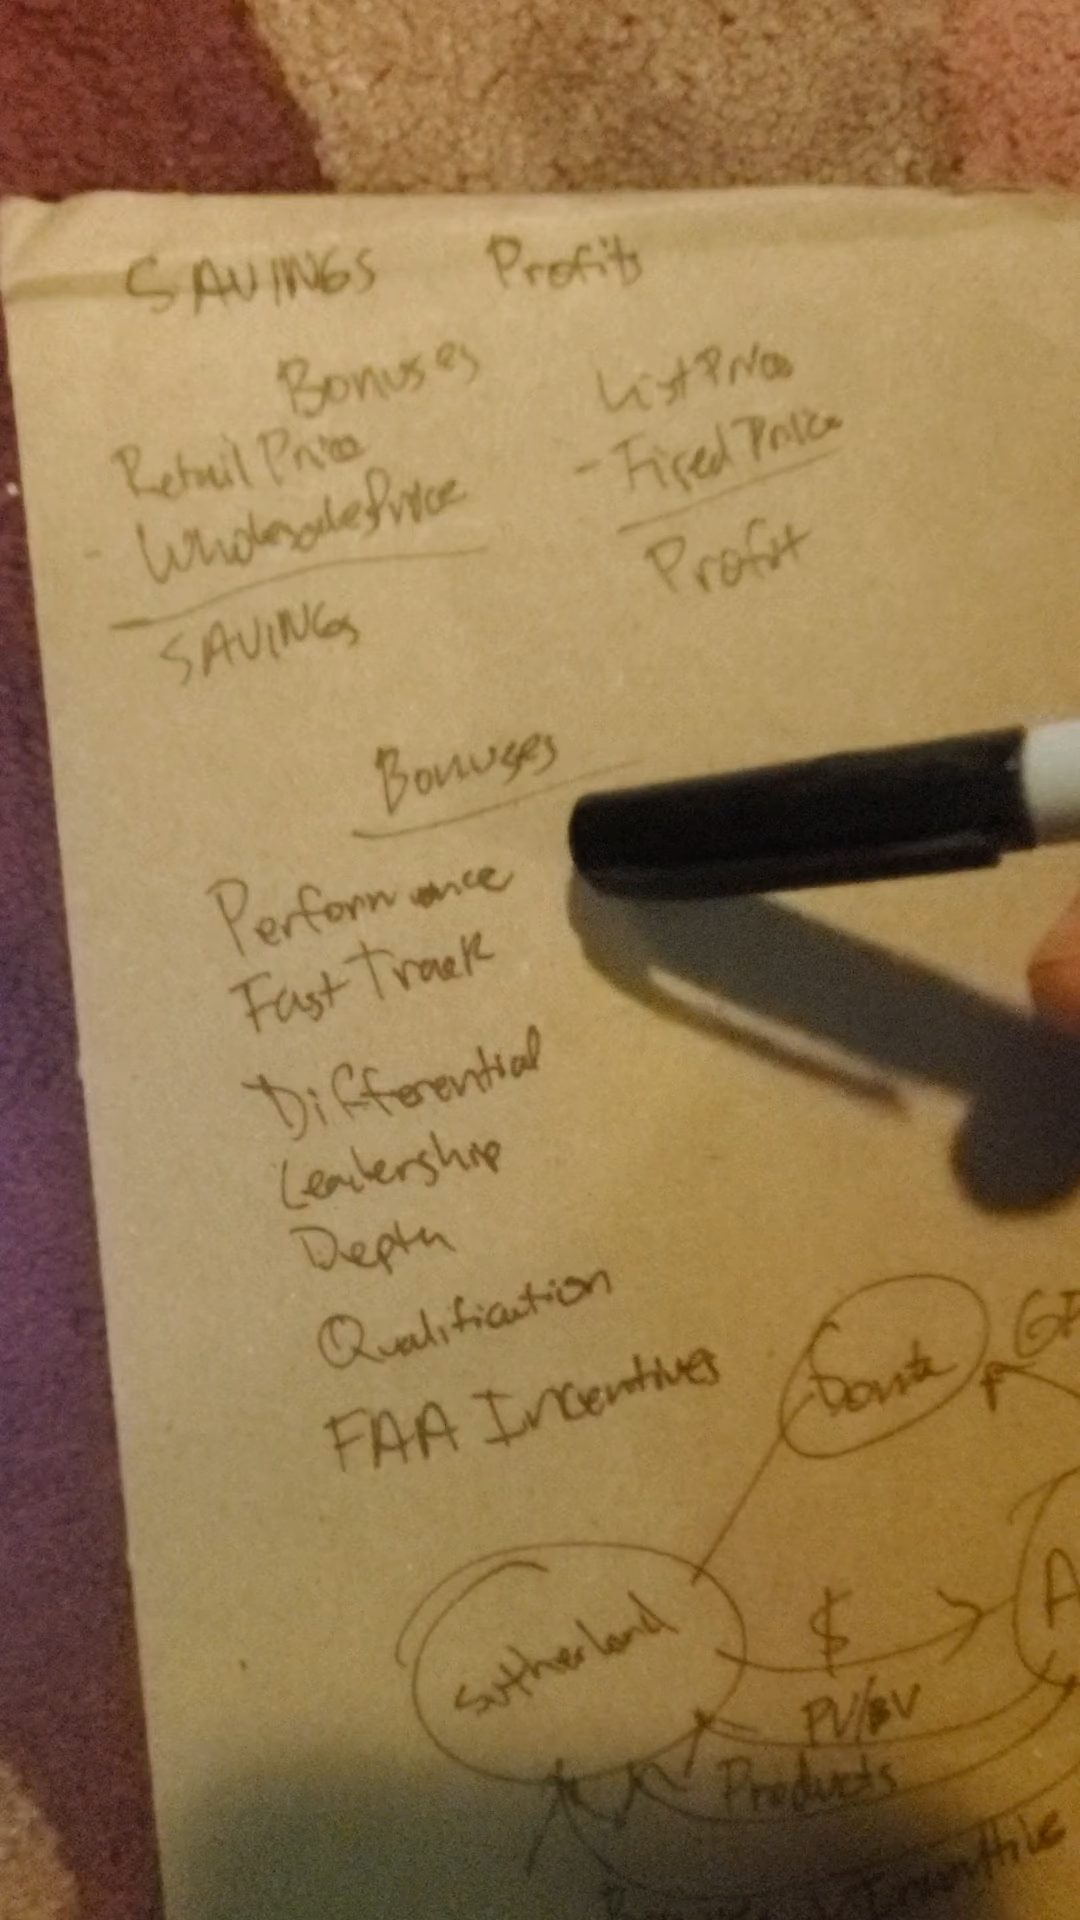 SAVINGS Profits
Bonuses
Retail Price
- Wholesale Price
SAVINGS
List Price
- Fixed Price
Profit
Bonuses
Performance
Fast Track
Differential
Leadership
Depth
Qualification
FAA Incentives
Sutherland
$
PV/BV
Products